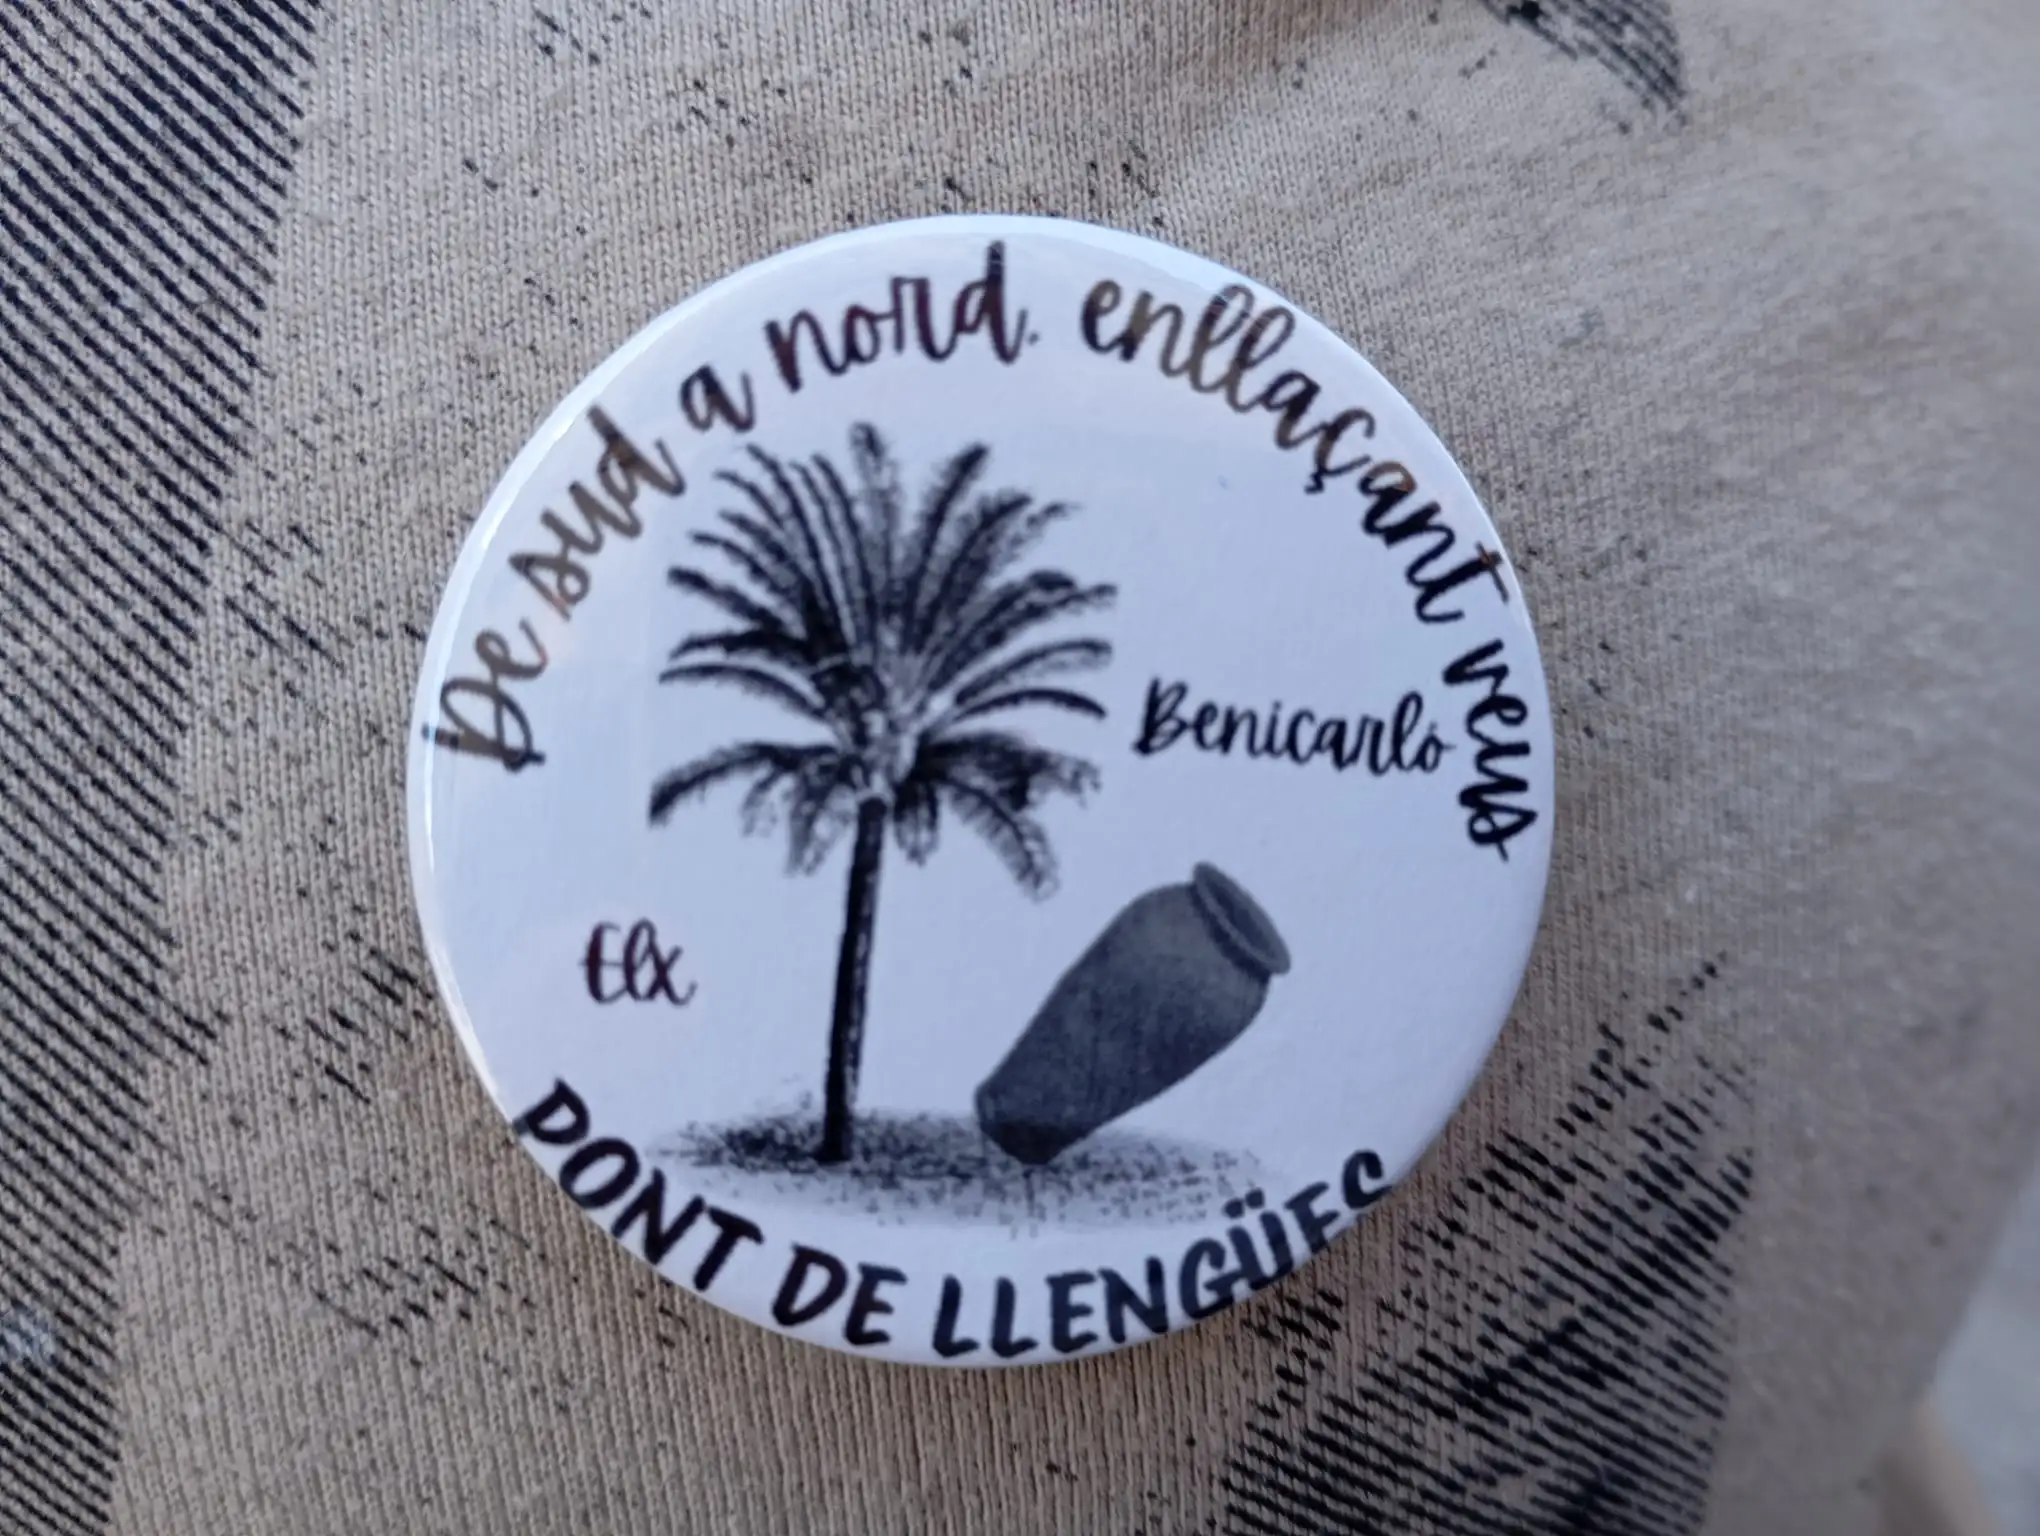 De sud a nord. enllaçant veus
Benicarló
Elx
PONT DE LLENGÜES